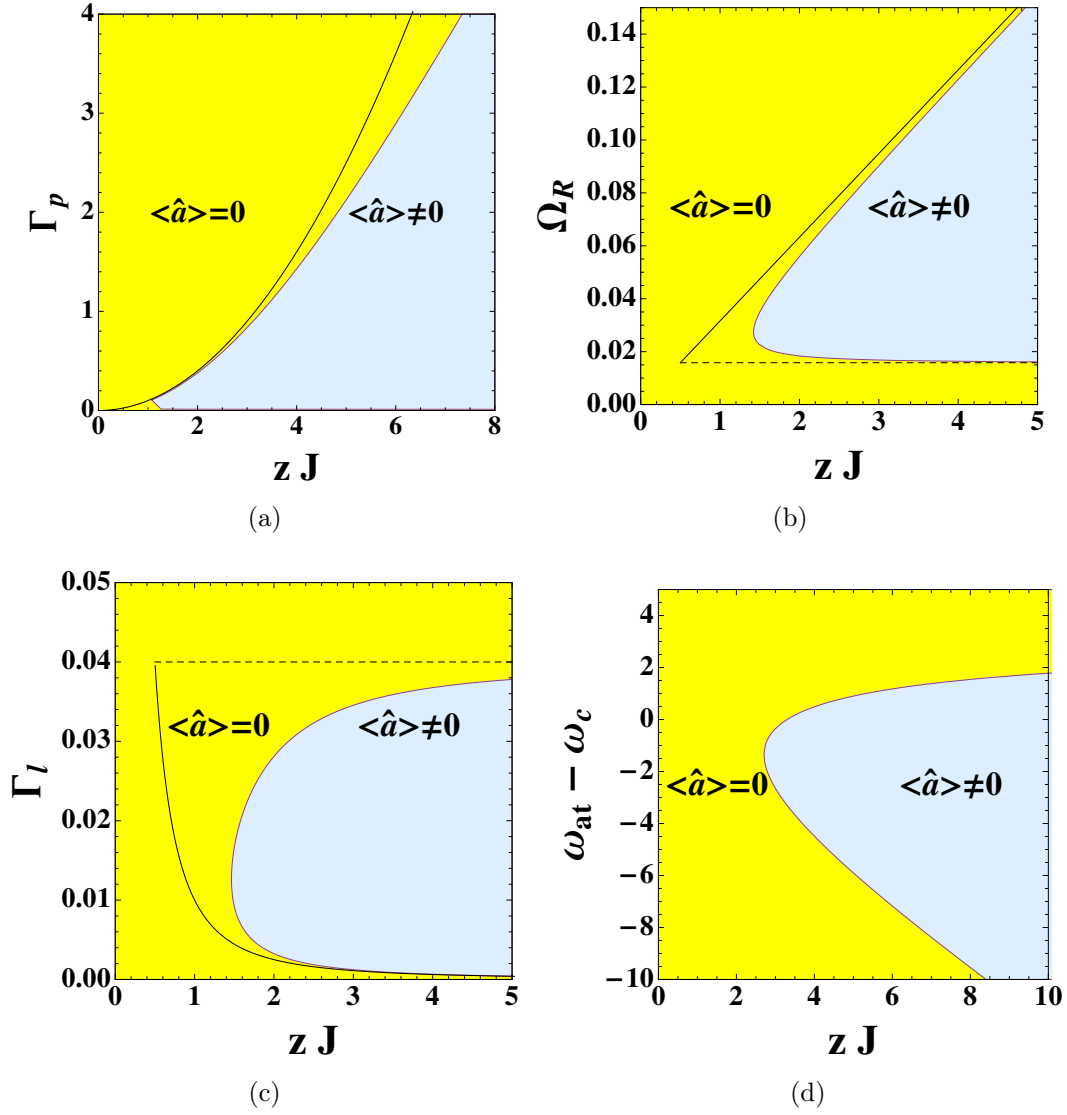 4
3
2
1
0
Γp
<â>=0
<â>≠0
0 2 4 6 8
z J
(a)
0.14
0.12
0.10
0.08
0.06
0.04
0.02
0.00
ΩR
<â>=0
<â>≠0
0 1 2 3 4 5
z J
(b)
0.05
0.04
0.03
0.02
0.01
0.00
Γl
<â>=0
<â>≠0
0 1 2 3 4 5
z J
(c)
4
2
0
−2
−4
−6
−8
−10
ωat − ωc
<â>=0
<â>≠0
0 2 4 6 8 10
z J
(d)